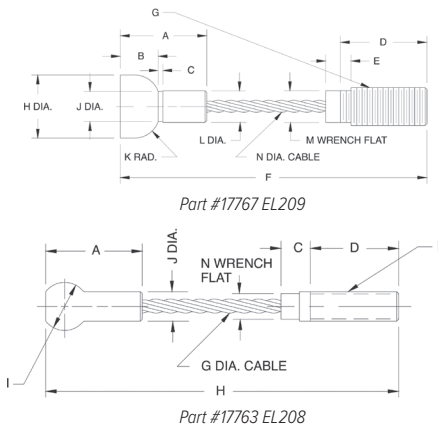 G
A
D
B
E
C
H DIA.
J DIA.
L DIA.
M WRENCH FLAT
K RAD.
N DIA. CABLE
F
Part #17767 EL209
A
J DIA.
N WRENCH
FLAT
C
D
G DIA. CABLE
I
H
Part #17763 EL208